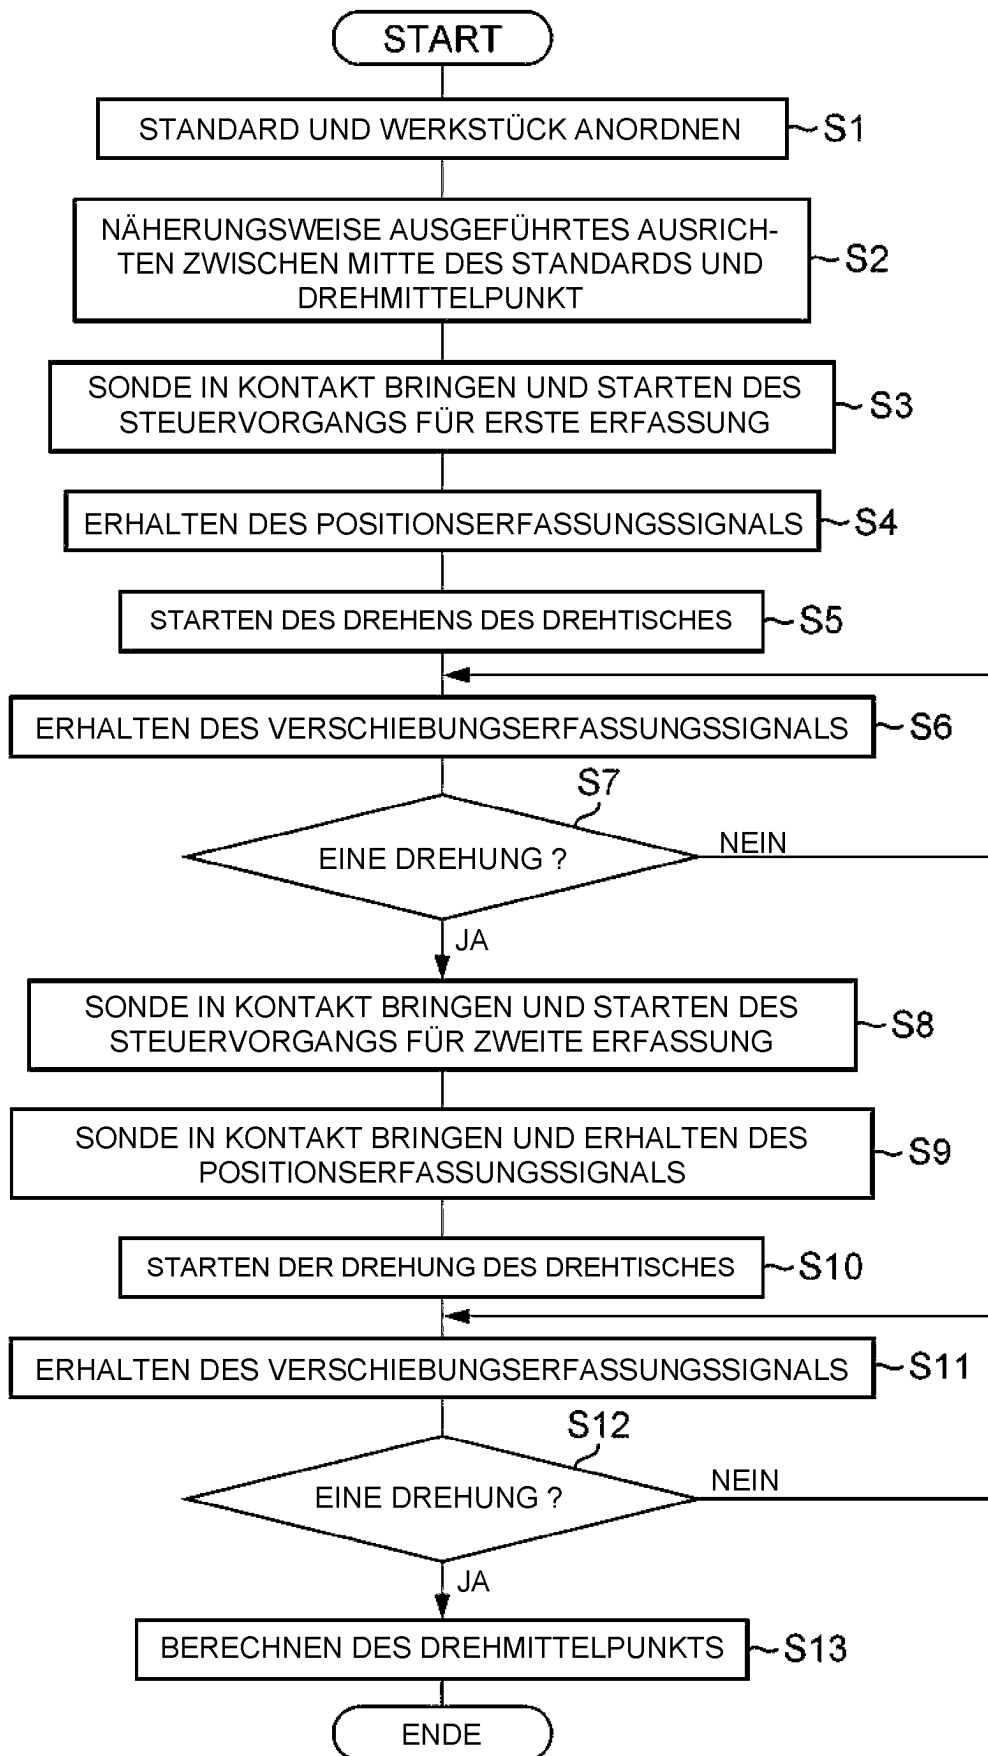 START
STANDARD UND WERKSTÜCK ANORDNEN
S1
NÄHERUNGSWEISE AUSGEFÜHRTES AUSRICH-
TEN ZWISCHEN MITTE DES STANDARDS UND
DREHMITTELPUNKT
S2
SONDE IN KONTAKT BRINGEN UND STARTEN DES
STEUERVORGANGS FÜR ERSTE ERFASSUNG
S3
ERHALTEN DES POSITIONSERFASSUNGSSIGNALS
S4
STARTEN DES DREHENS DES DREHTISCHES
S5
ERHALTEN DES VERSCHIEBUNGSERFASSUNGSSIGNALS
S6
S7
EINE DREHUNG ?
NEIN
JA
SONDE IN KONTAKT BRINGEN UND STARTEN DES
STEUERVORGANGS FÜR ZWEITE ERFASSUNG
S8
SONDE IN KONTAKT BRINGEN UND ERHALTEN DES
POSITIONSERFASSUNGSSIGNALS
S9
STARTEN DER DREHUNG DES DREHTISCHES
S10
ERHALTEN DES VERSCHIEBUNGSERFASSUNGSSIGNALS
S11
S12
EINE DREHUNG ?
NEIN
JA
BERECHNEN DES DREHMITTELPUNKTS
S13
ENDE